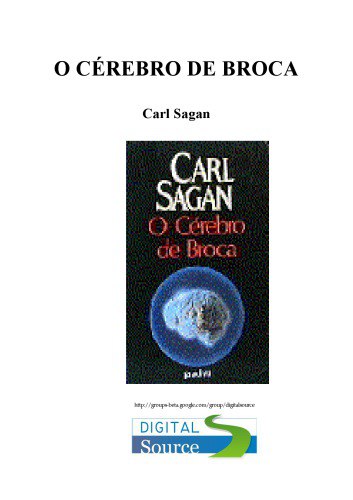 O CÉREBRO DE BROCA
Carl Sagan
CARL
SAGAN
O Cérebro
de Broca
http://groups-beta.google.com/group/digitalsource
DIGITAL
Source